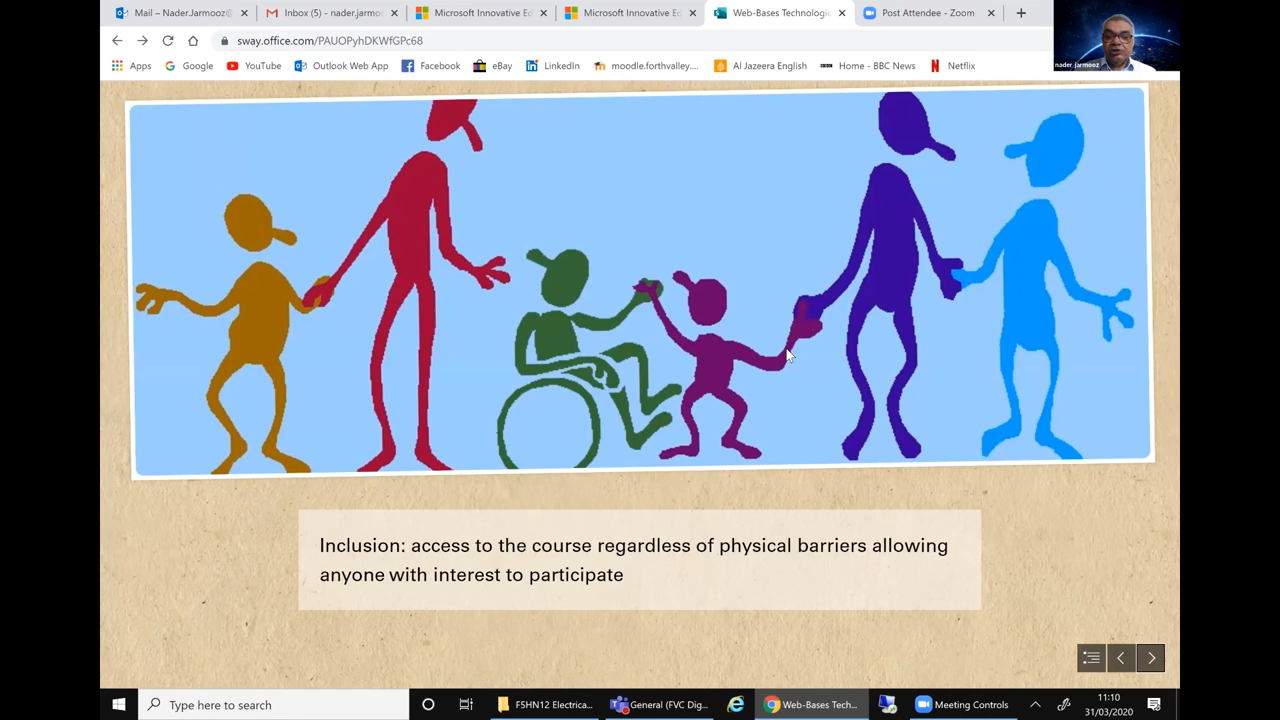 Mail – Nader.Jarmooz@
Inbox (5) - nader.jarmo
Microsoft Innovative Ed
Microsoft Innovative Ed
Web-Bases Technologie
Post Attendee - Zoom
sway.office.com/PAUOPyhDKWfGPc68
Apps
Google
YouTube
Outlook Web App
Facebook
eBay
LinkedIn
moodle.forthvalley....
Al Jazeera English
Home - BBC News
Netflix
nader.jarmooz
Inclusion: access to the course regardless of physical barriers allowing
anyone with interest to participate
Type here to search
F5HN12 Electrica...
General (FVC Dig...
Web-Bases Tech...
Meeting Controls
11:10
31/03/2020